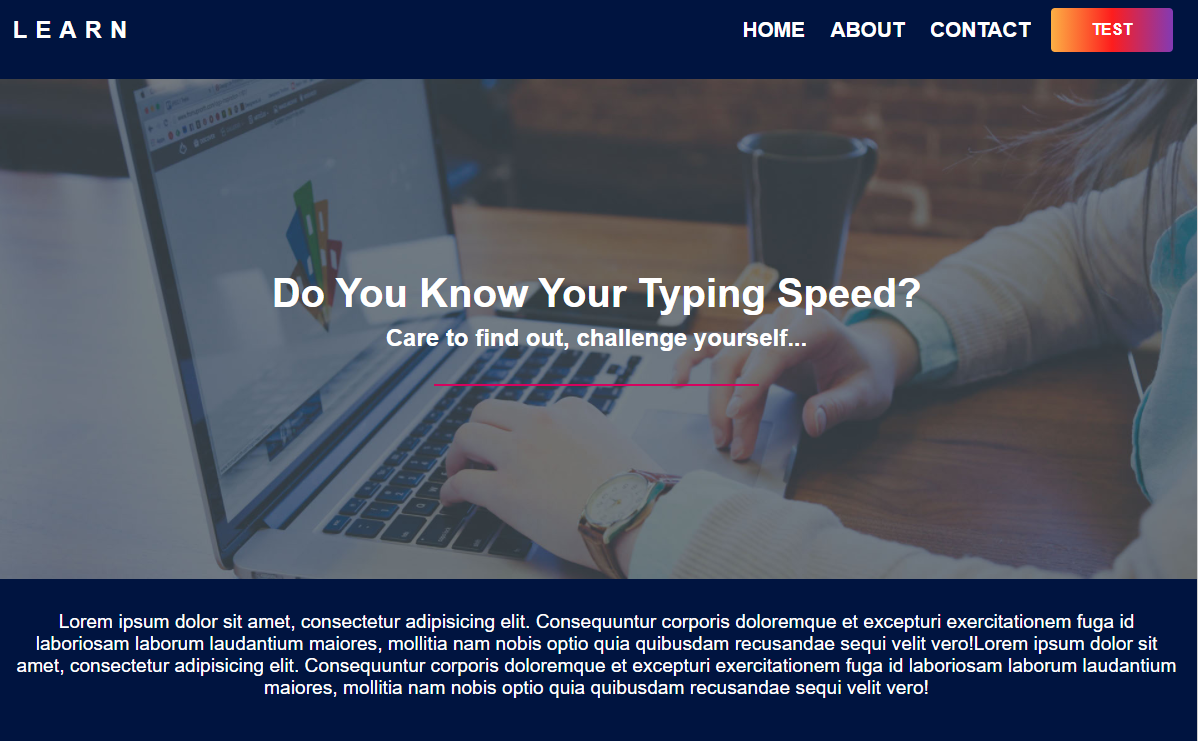 LEARN
HOME ABOUT CONTACT TEST
Do You Know Your Typing Speed?
Care to find out, challenge yourself...
Lorem ipsum dolor sit amet, consectetur adipisicing elit. Consequuntur corporis doloremque et excepturi exercitationem fuga id
laboriosam laborum laudantium maiores, mollitia nam nobis optio quia quibusdam recusandae sequi velit vero!Lorem ipsum dolor sit
amet, consectetur adipisicing elit. Consequuntur corporis doloremque et excepturi exercitationem fuga id laboriosam laborum laudantium
maiores, mollitia nam nobis optio quia quibusdam recusandae sequi velit vero!